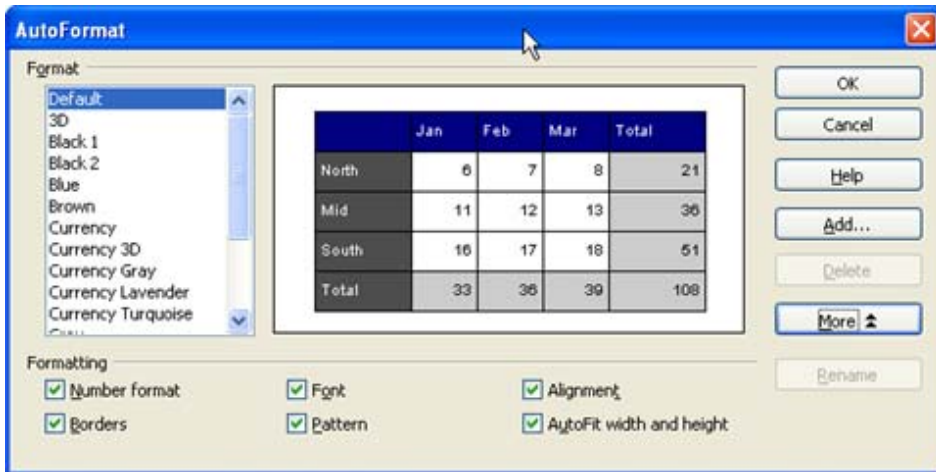 AutoFormat
Format
Default
3D
Black 1
Black 2
Blue
Brown
Currency
Currency 3D
Currency Gray
Currency Lavender
Currency Turquoise
Jan Feb Mar Total
North 6 7 8 21
Mid 11 12 13 36
South 16 17 18 51
Total 33 36 39 108
OK
Cancel
Help
Add...
Delete
More
Rename
Formatting
Number format Font Alignment
Borders Pattern AutoFit width and height